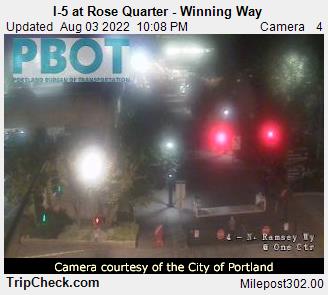 I-5 at Rose Quarter - Winning Way
Updated Aug 03 2022 10:08 PM Camera 4
PBOT
PORTLAND BUREAU OF TRANSPORTATION
4 - N. Ramsey Wy
@ One Ctr
Camera courtesy of the City of Portland
TripCheck.com Milepost302.00